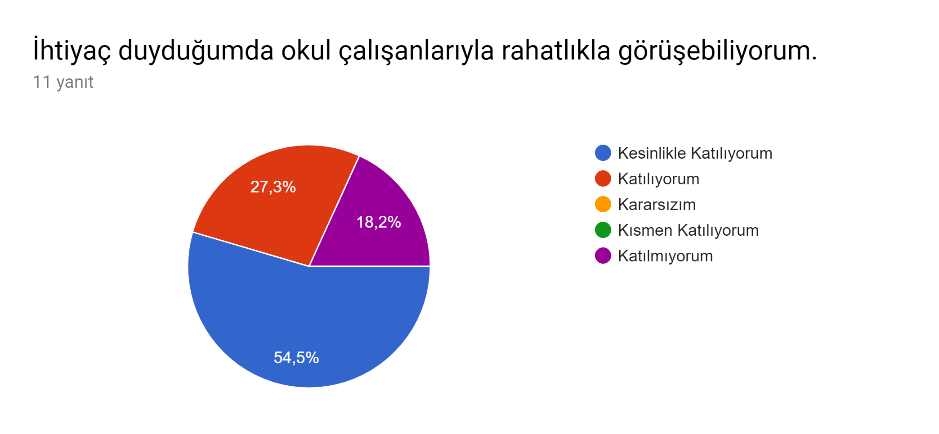 İhtiyaç duyduğumda okul çalışanlarıyla rahatlıkla görüşebiliyorum.
11 yanıt
27,3%
18,2%
54,5%
Kesinlikle Katılıyorum
Katılıyorum
Kararsızım
Kısmen Katılıyorum
Katılmıyorum